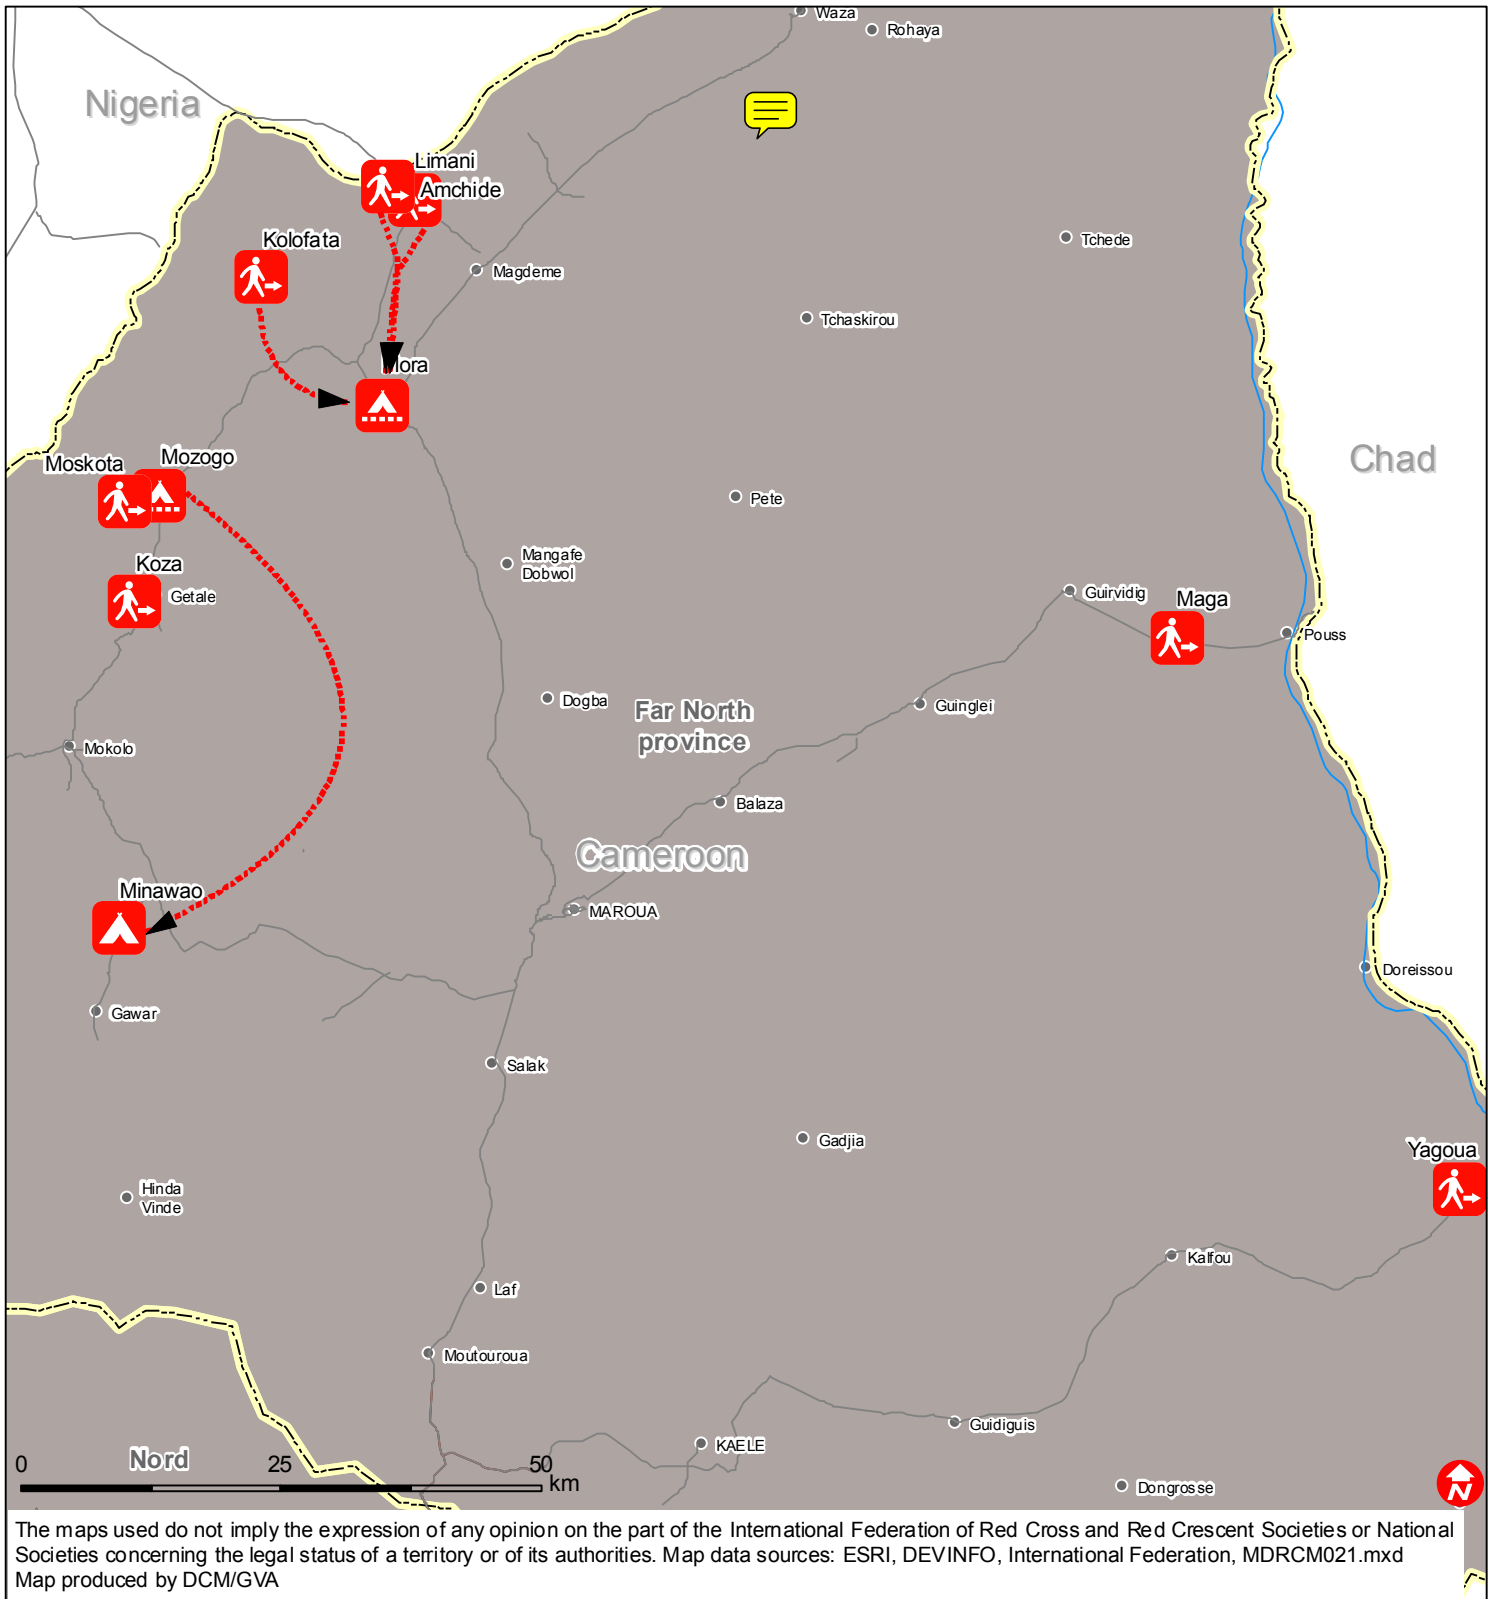 Waza
Rohaya
Nigeria
Limani
Amchide
Kolofata
Tchede
Magdeme
Tchaskirou
Mora
Chad
Moskota
Mozogo
Pete
Mangafe
Dobwol
Koza
Getale
Guirvidig
Maga
Pouss
Dogba
Far North
province
Guinglei
Mokolo
Balaza
Cameroon
Minawao
MAROUA
Doreissou
Gawar
Salak
Gadjia
Yagoua
Hinda
Vinde
Kalfou
Laf
Moutouroua
Guidiguis
KAELE
Nord
0 25 50
km
Dongrosse
N
The maps used do not imply the expression of any opinion on the part of the International Federation of Red Cross and Red Crescent Societies or National
Societies concerning the legal status of a territory or of its authorities. Map data sources: ESRI, DEVINFO, International Federation, MDRCM021.mxd
Map produced by DCM/GVA